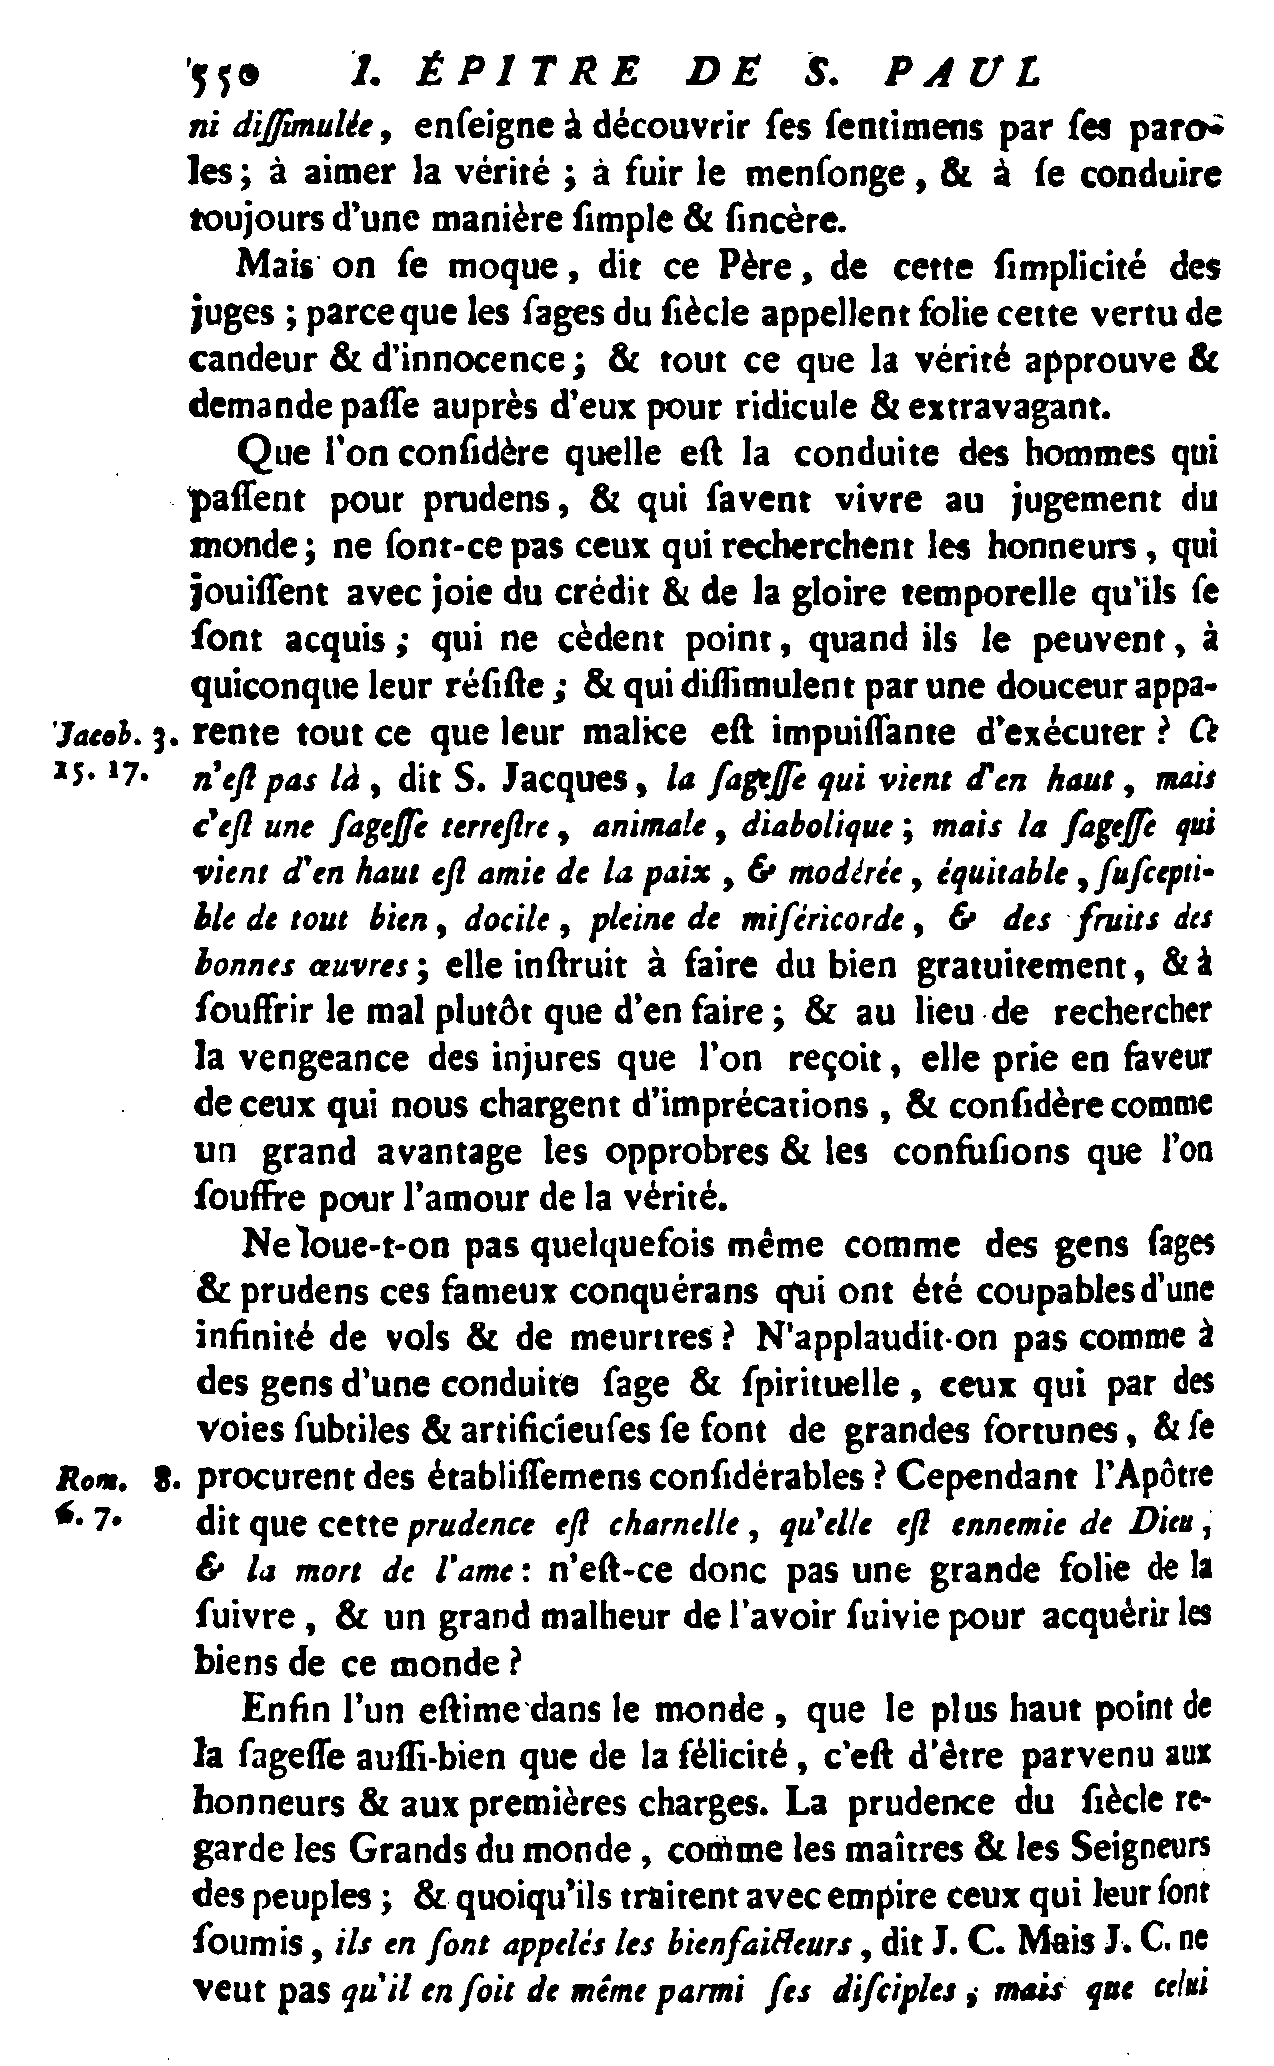 550 I. ÉPITRE DE S. PAUL
ni diſſimulée, enſeigne à découvrir ſes ſentimens par ſes paro-
les; à aimer la vérité ; à fuir le menſonge, & à ſe conduire
toujours d'une manière ſimple & ſincère.
Mais on ſe moque, dit ce Père, de cette ſimplicité des
juges ; parce que les ſages du ſiècle appellent folie cette vertu de
candeur & d'innocence; & tout ce que la vérité approuve &
demande paſſe auprès d'eux pour ridicule & extravagant.
Que l'on conſidère quelle eſt la conduite des hommes qui
paſſent pour prudens, & qui ſavent vivre au jugement du
monde; ne ſont-ce pas ceux qui recherchent les honneurs, qui
jouiſſent avec joie du crédit & de la gloire temporelle qu'ils ſe
ſont acquis; qui ne cèdent point, quand ils le peuvent, à
quiconque leur réſiſte; & qui diſſimulent par une douceur appa-
Jacob. 3. rente tout ce que leur malice eſt impuiſſante d'exécuter ? Ce
15. 17. n'eſt pas là, dit S. Jacques, la ſageſſe qui vient d'en haut, mais
c'eſt une ſageſſe terreſtre, animale, diabolique; mais la ſageſſe qui
vient d'en haut eſt amie de la paix, & modérée, équitable, ſuſcepti-
ble de tout bien, docile, pleine de miſéricorde, & des fruits des
bonnes œuvres; elle inſtruit à faire du bien gratuitement, & à
ſouffrir le mal plutôt que d'en faire; & au lieu de rechercher
la vengeance des injures que l'on reçoit, elle prie en faveur
de ceux qui nous chargent d'imprécations, & conſidère comme
un grand avantage les opprobres & les confuſions que l'on
ſouffre pour l'amour de la vérité.
Ne loue-t-on pas quelquefois même comme des gens ſages
& prudens ces fameux conquérans qui ont été coupables d'une
infinité de vols & de meurtres ? N'applaudit-on pas comme à
des gens d'une conduite ſage & ſpirituelle, ceux qui par des
voies ſubtiles & artificieuſes ſe font de grandes fortunes, & ſe
Rom. 8. procurent des établiſſemens conſidérables ? Cependant l'Apôtre
6. 7. dit que cette prudence eſt charnelle, qu'elle eſt ennemie de Dieu,
& la mort de l'ame: n'eſt-ce donc pas une grande folie de la
ſuivre, & un grand malheur de l'avoir ſuivie pour acquérir les
biens de ce monde ?
Enfin l'un eſtime dans le monde, que le plus haut point de
la ſageſſe auſſi-bien que de la félicité, c'eſt d'être parvenu aux
honneurs & aux premières charges. La prudence du ſiècle re-
garde les Grands du monde, comme les maîtres & les Seigneurs
des peuples; & quoiqu'ils traitent avec empire ceux qui leur ſont
ſoumis, ils en ſont appelés les bienfaicteurs, dit J. C. Mais J. C. ne
veut pas qu'il en ſoit de même parmi ſes diſciples; mais que celui